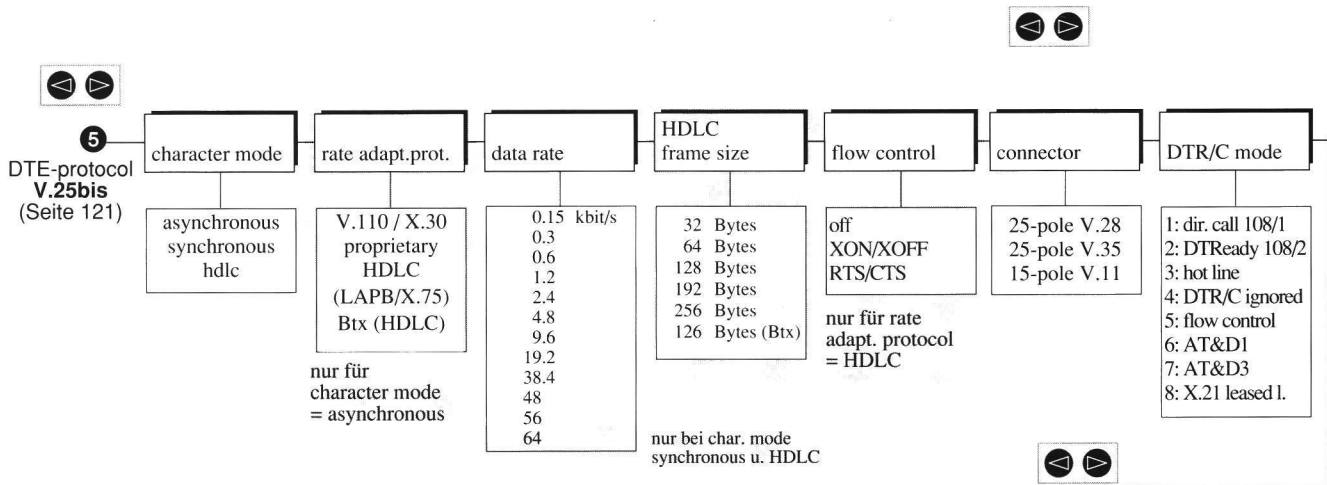 5
DTE-protocol
V.25bis
(Seite 121)
character mode
asynchronous
synchronous
hdlc
rate adapt.prot.
V.110 / X.30
proprietary
HDLC
(LAPB/X.75)
Btx (HDLC)
nur für
character mode
= asynchronous
data rate
0.15 kbit/s
0.3
0.6
1.2
2.4
4.8
9.6
19.2
38.4
48
56
64
HDLC
frame size
32 Bytes
64 Bytes
128 Bytes
192 Bytes
256 Bytes
126 Bytes (Btx)
nur bei char. mode
synchronous u. HDLC
flow control
off
XON/XOFF
RTS/CTS
nur für rate
adapt. protocol
= HDLC
connector
25-pole V.28
25-pole V.35
15-pole V.11
DTR/C mode
1: dir. call 108/1
2: DTReady 108/2
3: hot line
4: DTR/C ignored
5: flow control
6: AT&D1
7: AT&D3
8: X.21 leased l.